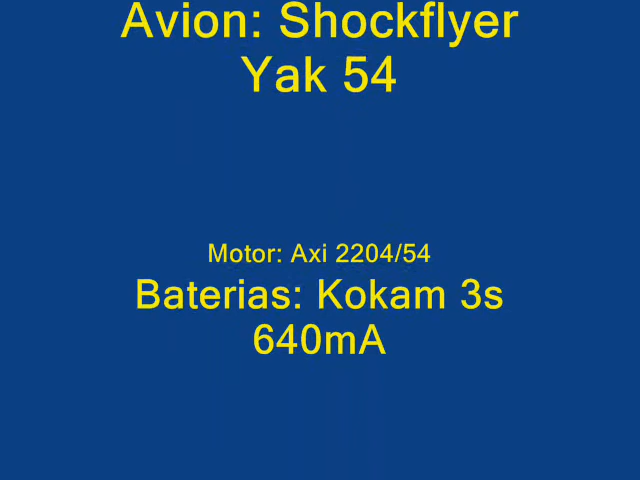 Avion: Shockflyer
Yak 54
Motor: Axi 2204/54
Baterias: Kokam 3s
640mA